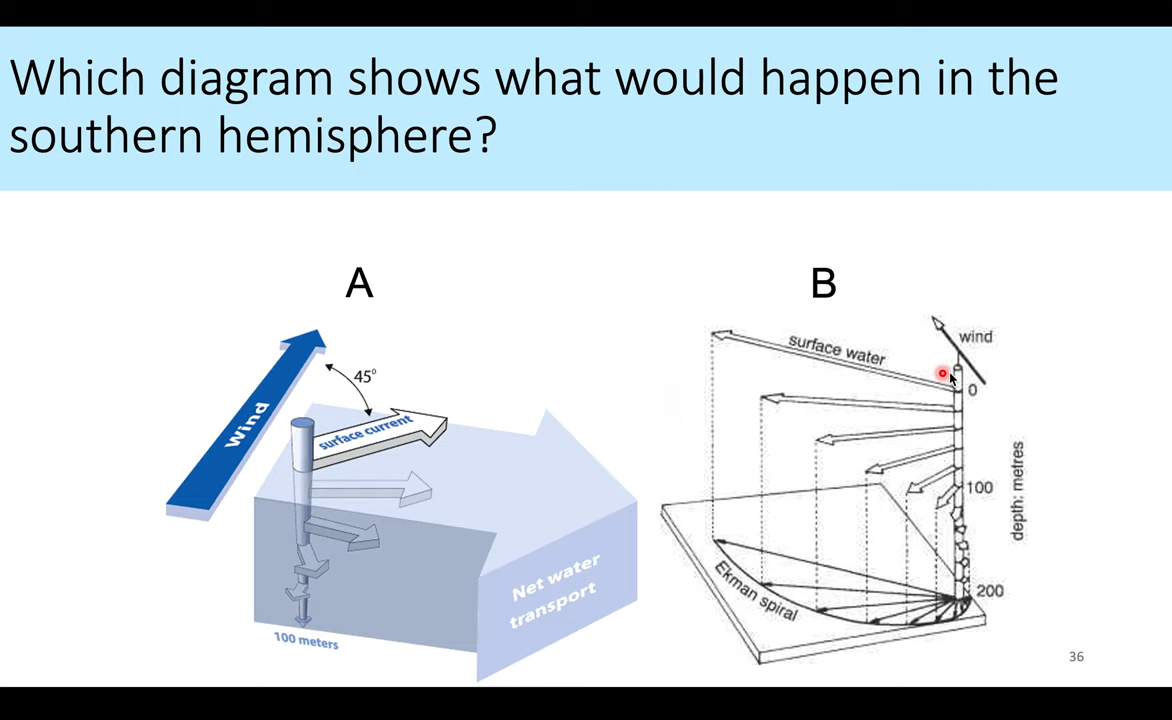 Which diagram shows what would happen in the
southern hemisphere?
A
B
Wind
45°
surface current
Net water
transport
100 meters
wind
surface water
0
100
200
depth: metres
Ekman spiral
36